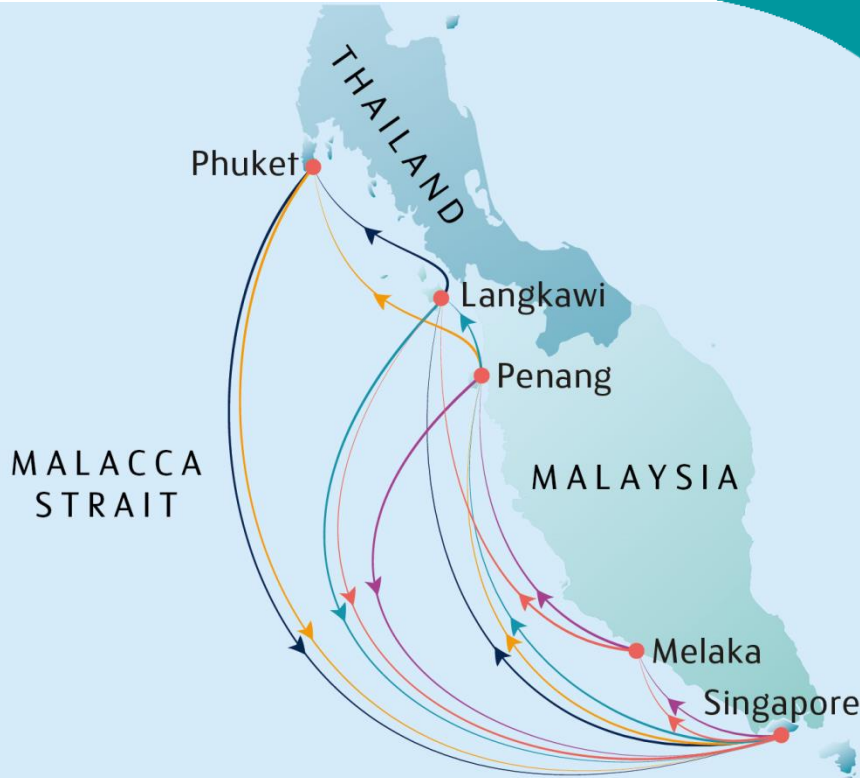 THAILAND
Phuket
Langkawi
Penang
MALACCA
STRAIT
MALAYSIA
Melaka
Singapore